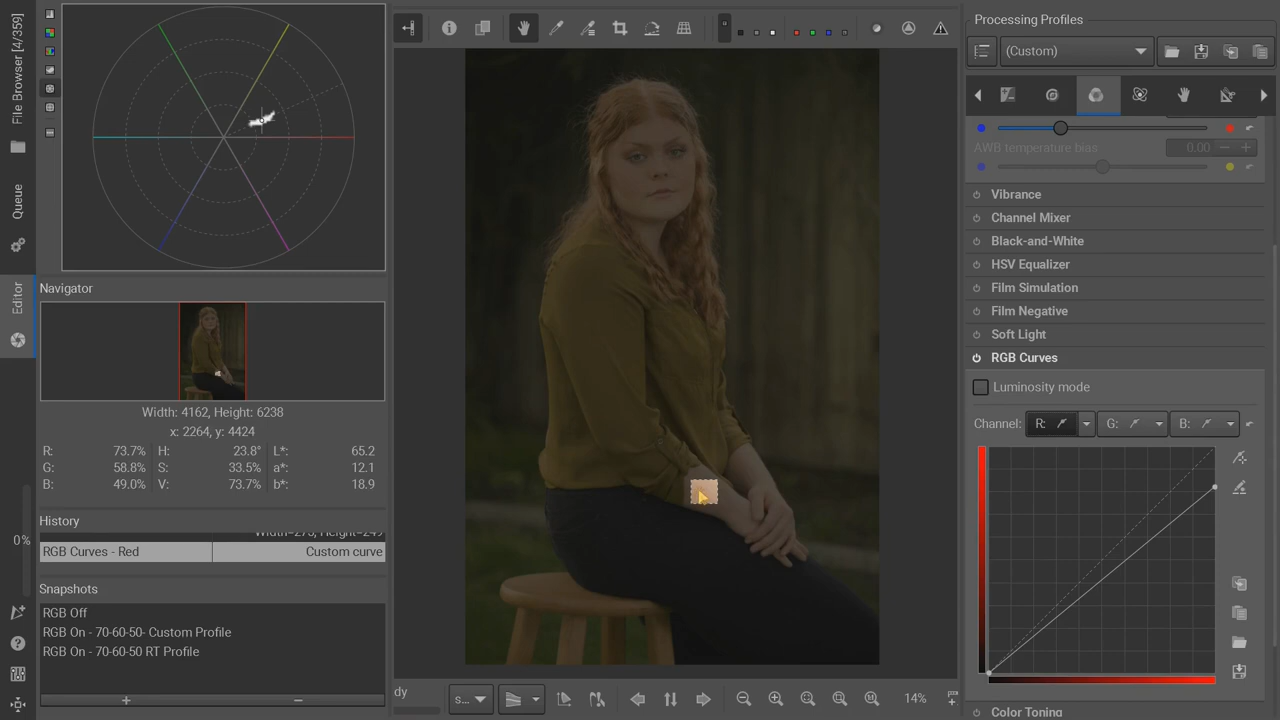 File Browser [4/359]
Queue
Editor
0%
Navigator
Width: 4162, Height: 6238
x: 2264, y: 4424
R: 73.7% H: 23.8° L*: 65.2
G: 58.8% S: 33.5% a*: 12.1
B: 49.0% V: 73.7% b*: 18.9
History
RGB Curves - Red Custom curve
Snapshots
RGB Off
RGB On - 70-60-50- Custom Profile
RGB On - 70-60-50 RT Profile
+ −
dy
s...
14%
Processing Profiles
(Custom)
AWB temperature bias 0.00 − +
Vibrance
Channel Mixer
Black-and-White
HSV Equalizer
Film Simulation
Film Negative
Soft Light
RGB Curves
Luminosity mode
Channel: R: G: B:
Color Toning